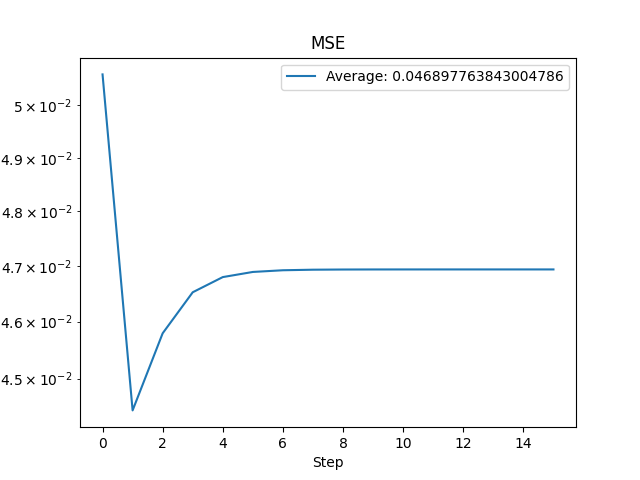 MSE
Average: 0.046897763843004786
5 × 10⁻²
4.9 × 10⁻²
4.8 × 10⁻²
4.7 × 10⁻²
4.6 × 10⁻²
4.5 × 10⁻²
0 2 4 6 8 10 12 14
Step